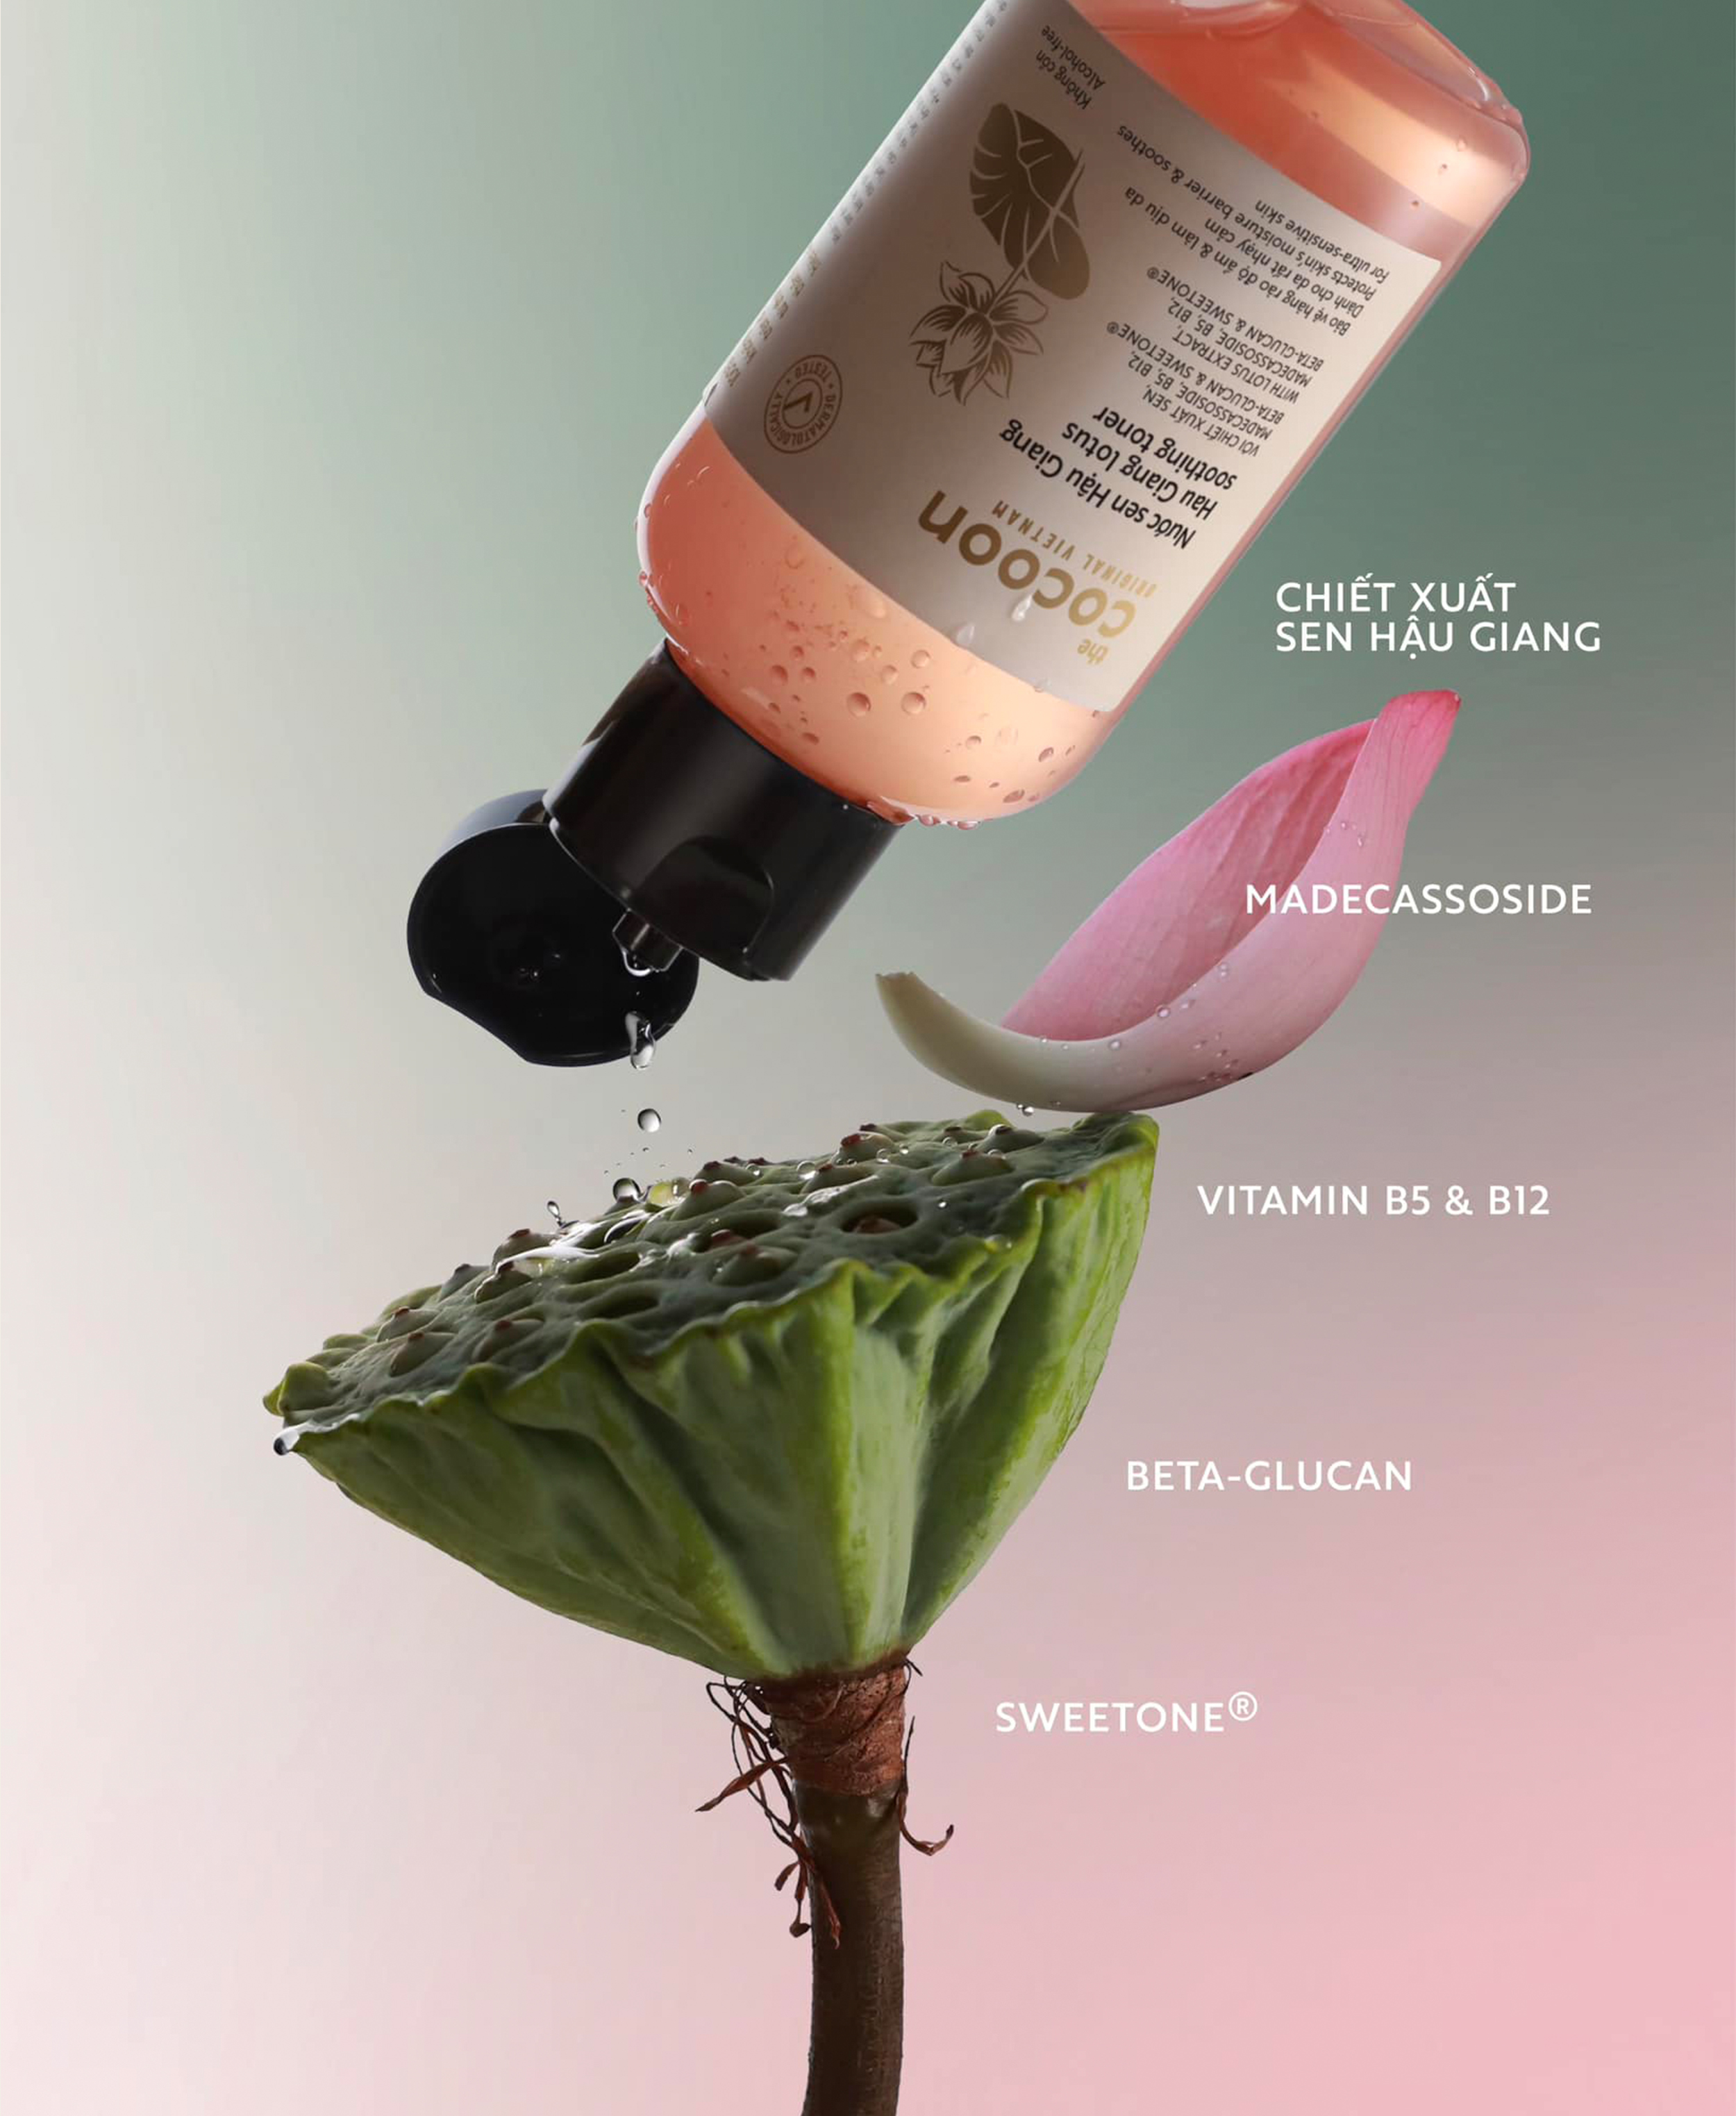 the
cocoon
ORIGINAL VIETNAM
Nước sen Hậu Giang
Hau Giang lotus
soothing toner
VỚI CHIẾT XUẤT SEN,
MADECASSOSIDE, B5, B12,
BETA-GLUCAN & SWEETONE®
WITH LOTUS EXTRACT,
MADECASSOSIDE, B5, B12,
BETA-GLUCAN & SWEETONE®
Bảo vệ hàng rào độ ẩm & làm dịu da
Dành cho da rất nhạy cảm
Protects skin's moisture barrier & soothes
For ultra-sensitive skin
Không cồn
Alcohol-free
DERMATOLOGICALLY • TESTED •
CHIẾT XUẤT
SEN HẬU GIANG
MADECASSOSIDE
VITAMIN B5 & B12
BETA-GLUCAN
SWEETONE®